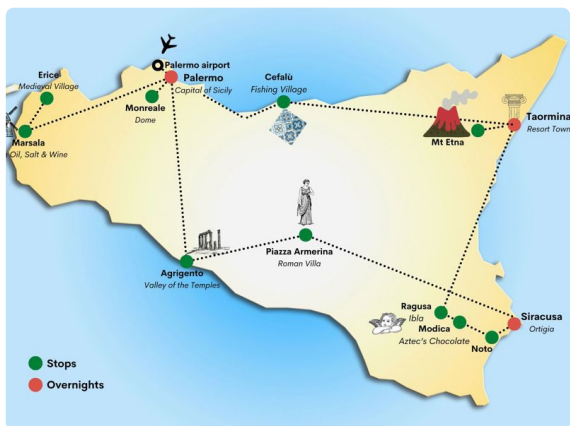 Palermo airport
Palermo
Capital of Sicily
Erice
Medieval Village
Monreale
Dome
Cefalù
Fishing Village
Marsala
Oil, Salt & Wine
Mt Etna
Taormina
Resort Town
Piazza Armerina
Roman Villa
Agrigento
Valley of the Temples
Ragusa
Ibla
Modica
Aztec's Chocolate
Noto
Siracusa
Ortigia
Stops
Overnights